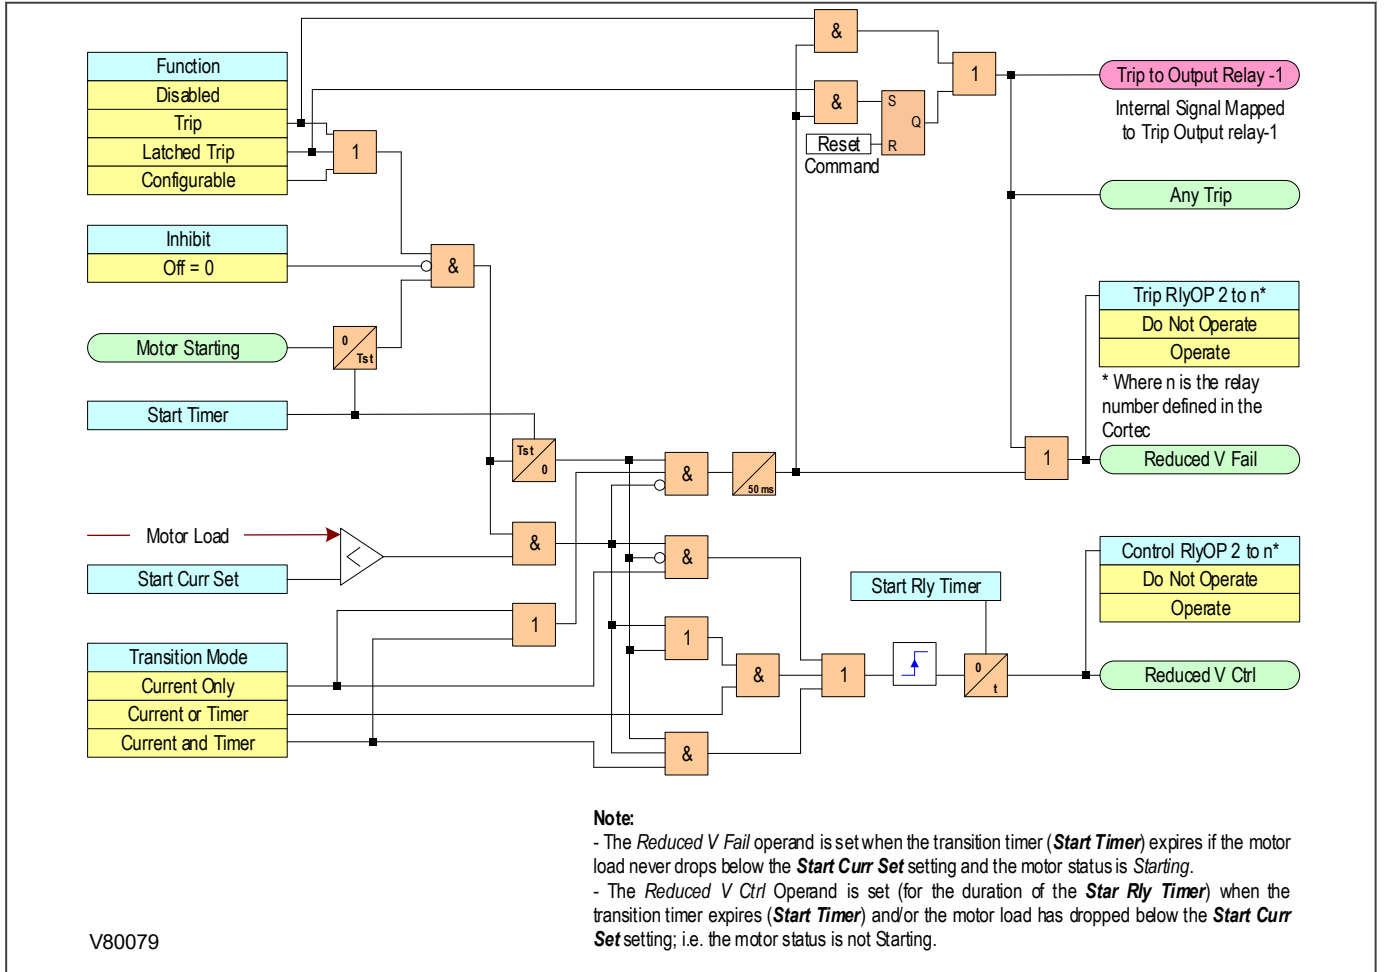 Function
Disabled
Trip
Latched Trip
Configurable
1
Inhibit
Off = 0
&
Motor Starting
0
Tst
Start Timer
Tst
0
Motor Load
Start Curr Set
<
&
1
Transition Mode
Current Only
Current or Timer
Current and Timer
&
&
S
Q
R
Reset
Command
1
&
50 ms
&
1
&
&
1
Start Rly Timer
0
t
1
Trip to Output Relay -1
Internal Signal Mapped
to Trip Output relay-1
Any Trip
Trip RlyOP 2 to n*
Do Not Operate
Operate
* Where n is the relay
number defined in the
Cortec
Reduced V Fail
Control RlyOP 2 to n*
Do Not Operate
Operate
Reduced V Ctrl
Note:
- The Reduced V Fail operand is set when the transition timer (Start Timer) expires if the motor
load never drops below the Start Curr Set setting and the motor status is Starting.
- The Reduced V Ctrl Operand is set (for the duration of the Star Rly Timer) when the
transition timer expires (Start Timer) and/or the motor load has dropped below the Start Curr
Set setting; i.e. the motor status is not Starting.
V80079